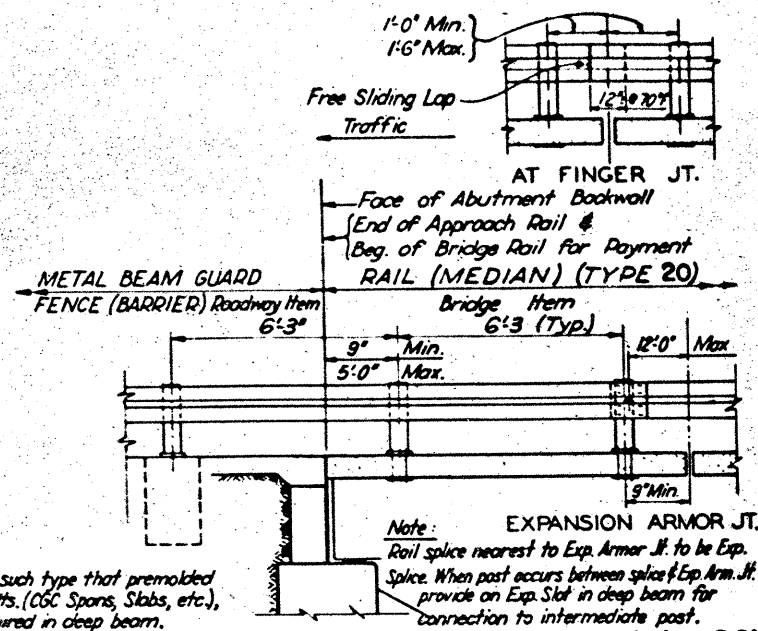 1'-0" Min.
1'-6" Max.
Free Sliding Lap
12" @ 70°F
Traffic
AT FINGER JT.
Face of Abutment Backwall
End of Approach Rail &
Beg. of Bridge Rail for Payment
METAL BEAM GUARD
FENCE (BARRIER) Roadway Item
RAIL (MEDIAN) (TYPE 20)
Bridge Item
6'-3"
6'-3 (Typ.)
9" Min.
5'-0" Max.
12'-0" Max
9" Min.
EXPANSION ARMOR JT.
Note:
Rail splice nearest to Exp. Armor Jt. to be Exp.
Splice. When post occurs between splice & Exp. Arm. Jt.
provide an Exp. Slot in deep beam for
connection to intermediate post.
such type that premolded
ts. (CGC Spans, Slabs, etc.),
ired in deep beam.